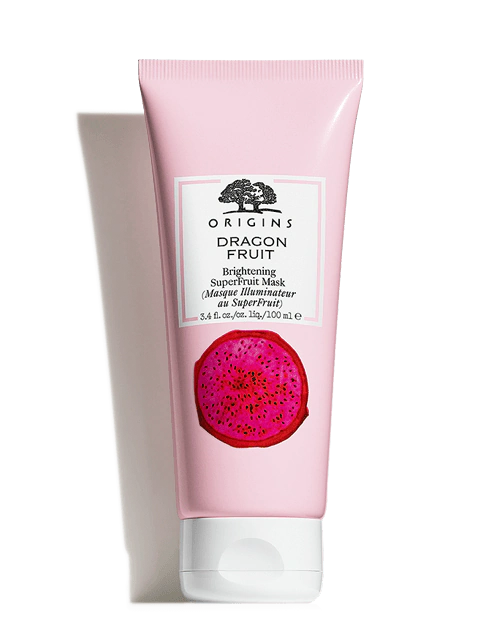 ORIGINS
DRAGON
FRUIT
Brightening
SuperFruit Mask
(Masque Illuminateur
au SuperFruit)
3.4 fl. oz./oz. liq./100 ml ℮